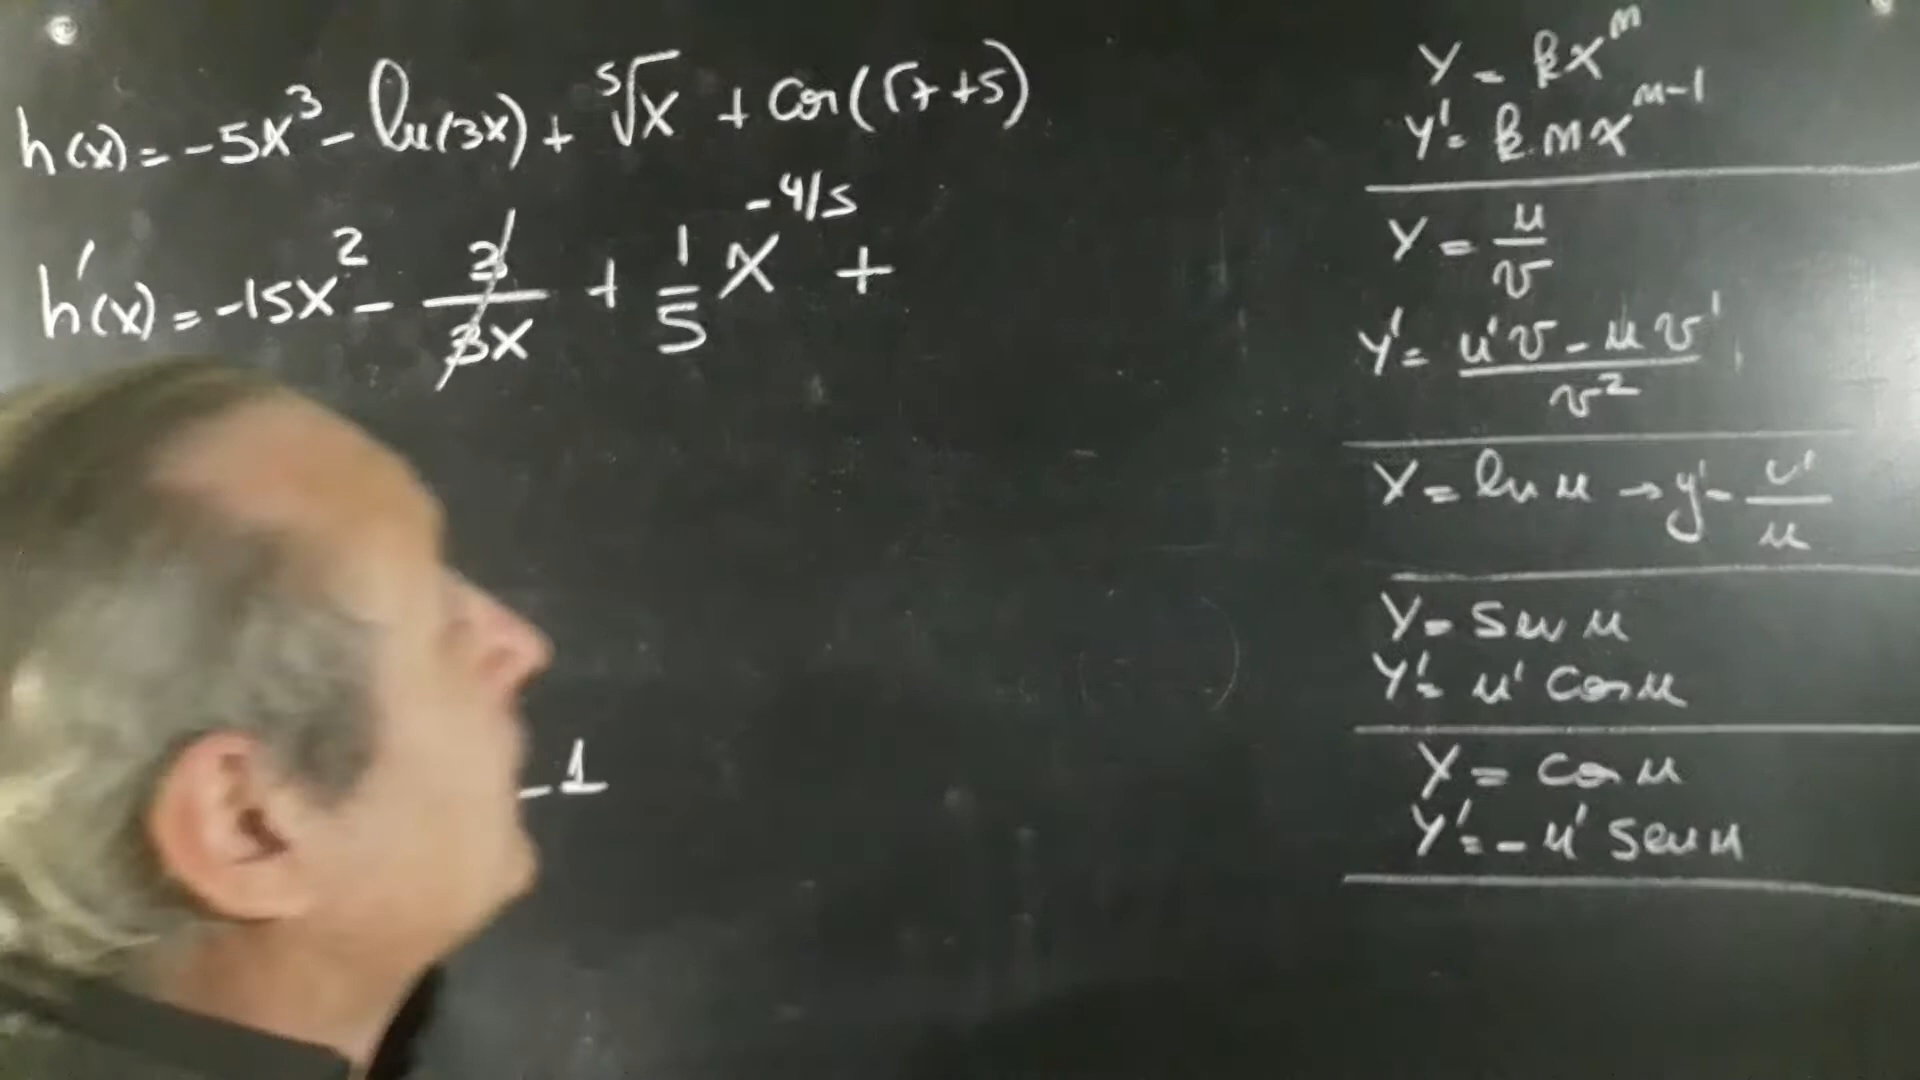 h(x) = -5x³ - ln(3x) + ⁵√x + cos(√7 + 5)
h'(x) = -15x² - 3/3x + 1/5 x^(-4/5) +
- 1
y = kx^m
y' = k m x^(m-1)
y = u/v
y' = (u'v - uv')/v²
y = ln u → y' = u'/u
y = sen u
y' = u' cos u
y = cos u
y' = -u' sen u